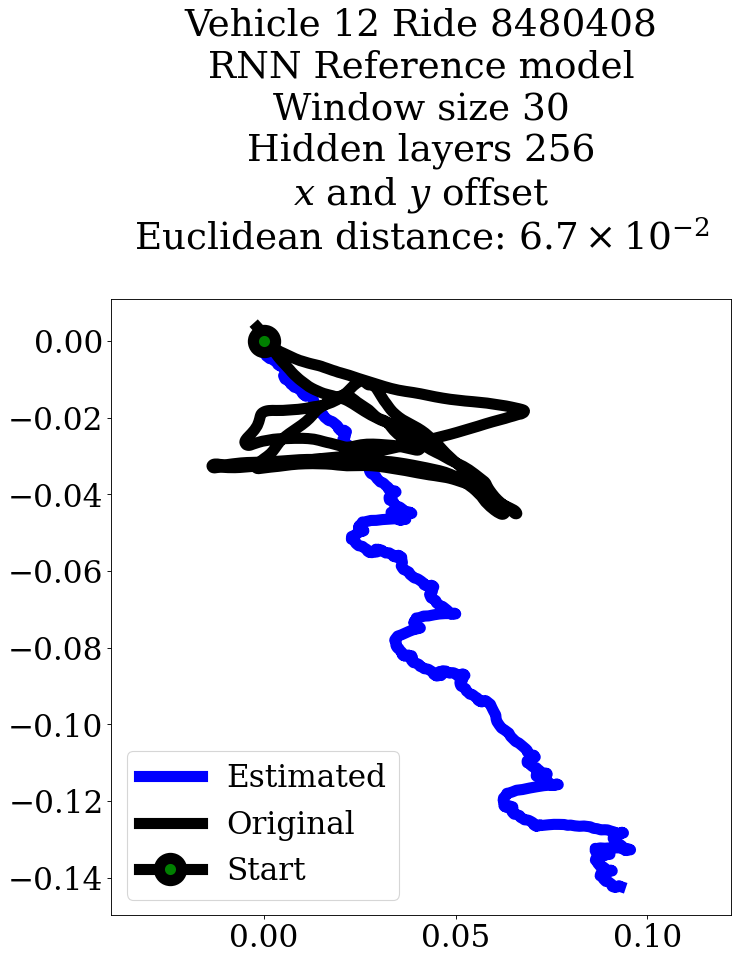 Vehicle 12 Ride 8480408
RNN Reference model
Window size 30
Hidden layers 256
x and y offset
Euclidean distance: 6.7 × 10⁻²
0.00
−0.02
−0.04
−0.06
−0.08
−0.10
−0.12
−0.14
Estimated
Original
Start
0.00 0.05 0.10